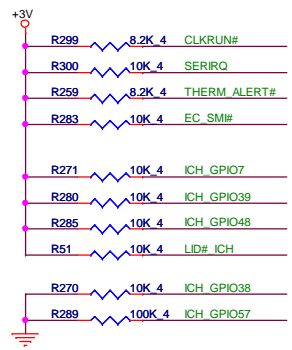 +3V
R299 8.2K_4 CLKRUN#
R300 10K_4 SERIRQ
R259 8.2K_4 THERM_ALERT#
R283 10K_4 EC_SMI#
R271 10K_4 ICH_GPIO7
R280 10K_4 ICH_GPIO39
R285 10K_4 ICH_GPIO48
R51 10K_4 LID#_ICH
R270 10K_4 ICH_GPIO38
R289 100K_4 ICH_GPIO57